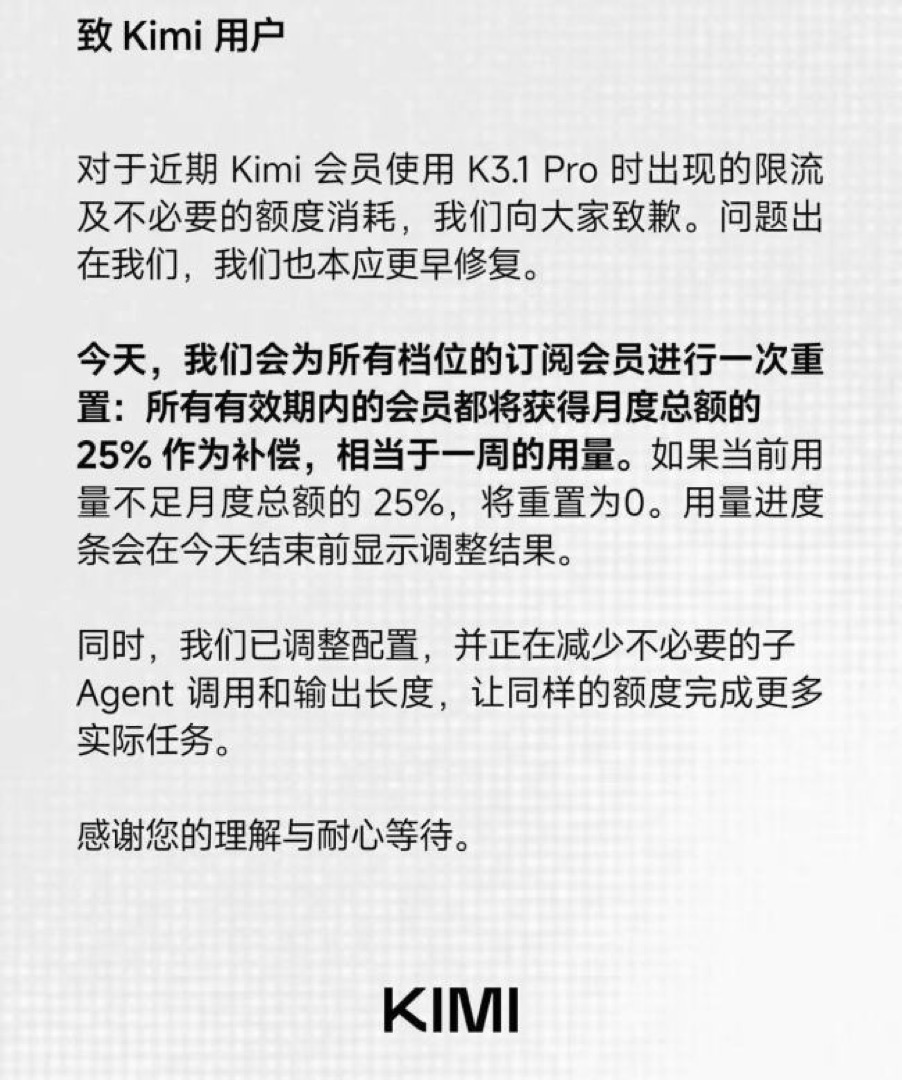 致 Kimi 用户
对于近期 Kimi 会员使用 K3.1 Pro 时出现的限流
及不必要的额度消耗，我们向大家致歉。问题出
在我们，我们也本应更早修复。
今天，我们会为所有档位的订阅会员进行一次重
置：所有有效期内的会员都将获得月度总额的
25% 作为补偿，相当于一周的用量。如果当前用
量不足月度总额的 25%，将重置为0。用量进度
条会在今天结束前显示调整结果。
同时，我们已调整配置，并正在减少不必要的子
Agent 调用和输出长度，让同样的额度完成更多
实际任务。
感谢您的理解与耐心等待。
KIMI